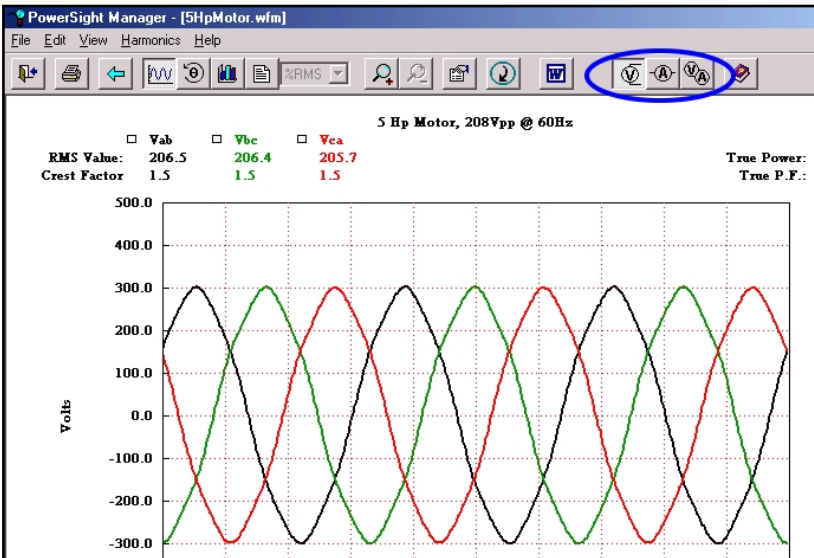 PowerSight Manager - [5HpMotor.wfm]
File Edit View Harmonics Help
%RMS W V A V A
5 Hp Motor, 208Vpp @ 60Hz
Vab Vbc Vca
RMS Value: 206.5 206.4 205.7 True Power:
Crest Factor 1.5 1.5 1.5 True P.F.:
500.0
400.0
300.0
200.0
100.0
0.0
-100.0
-200.0
-300.0
Volts